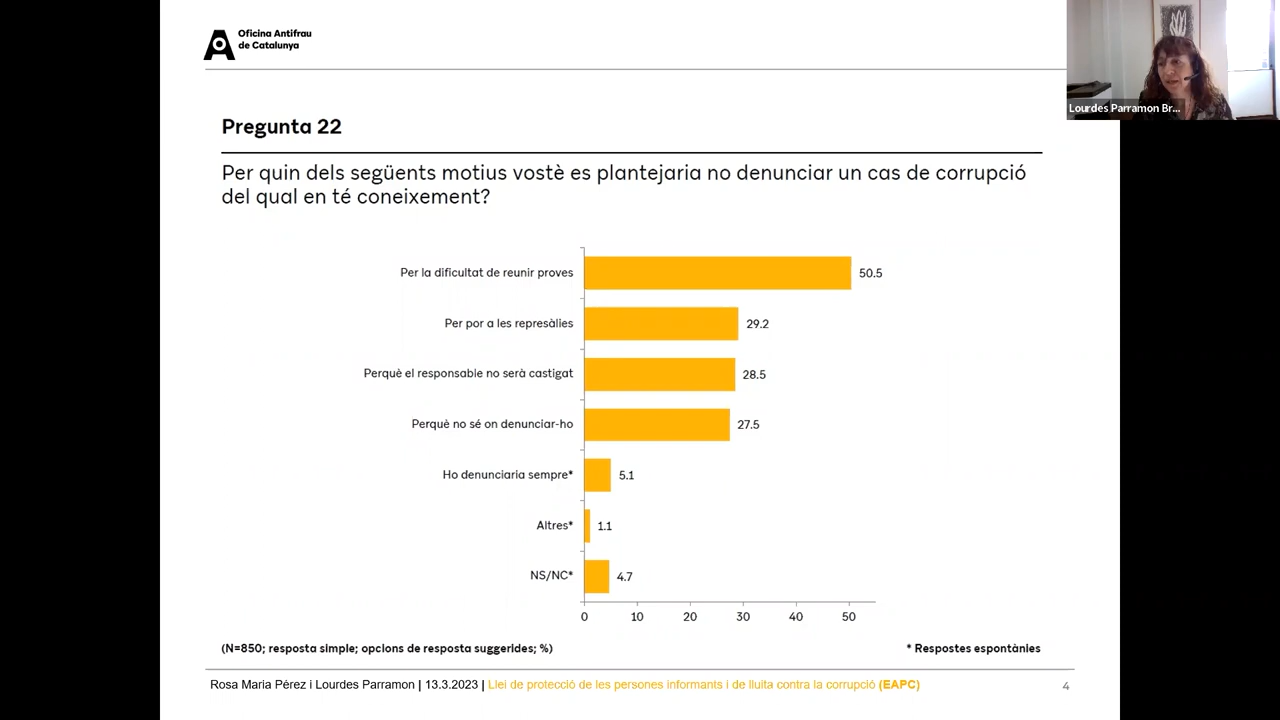 Oficina Antifrau
de Catalunya
Lourdes Parramon Br...
Pregunta 22
Per quin dels següents motius vostè es plantejaria no denunciar un cas de corrupció
del qual en té coneixement?
Per la dificultat de reunir proves
50.5
Per por a les represàlies
29.2
Perquè el responsable no serà castigat
28.5
Perquè no sé on denunciar-ho
27.5
Ho denunciaria sempre*
5.1
Altres*
1.1
NS/NC*
4.7
0 10 20 30 40 50
(N=850; resposta simple; opcions de resposta suggerides; %)
* Respostes espontànies
Rosa Maria Pérez i Lourdes Parramon | 13.3.2023 | Llei de protecció de les persones informants i de lluita contra la corrupció (EAPC)
4